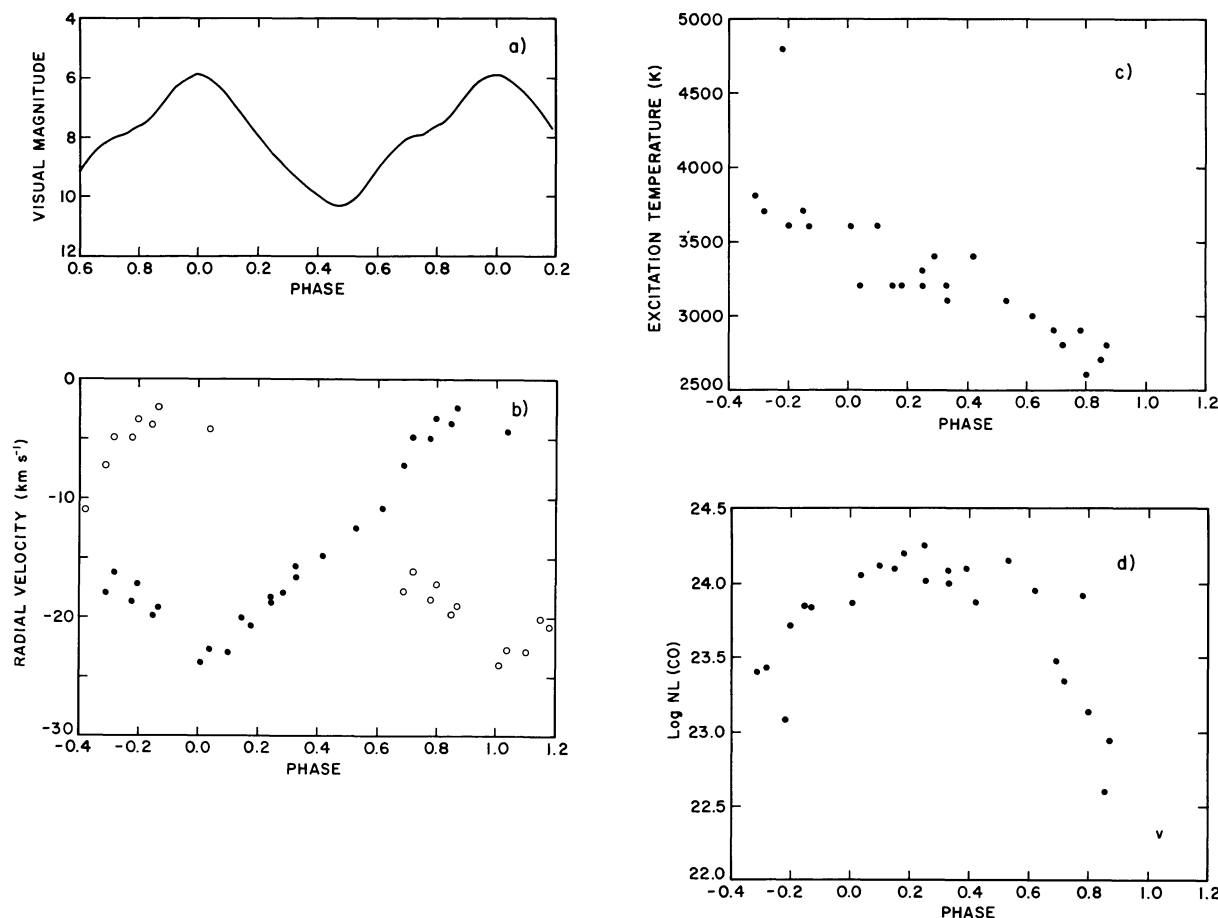 a)
VISUAL MAGNITUDE
4
6
8
10
12
0.6 0.8 0.0 0.2 0.4 0.6 0.8 0.0 0.2
PHASE
b)
RADIAL VELOCITY (km s⁻¹)
0
-10
-20
-30
-0.4 -0.2 0.0 0.2 0.4 0.6 0.8 1.0 1.2
PHASE
c)
EXCITATION TEMPERATURE (K)
5000
4500
4000
3500
3000
2500
-0.4 -0.2 0.0 0.2 0.4 0.6 0.8 1.0 1.2
PHASE
d)
Log NL (CO)
24.5
24.0
23.5
23.0
22.5
22.0
v
-0.4 -0.2 0.0 0.2 0.4 0.6 0.8 1.0 1.2
PHASE